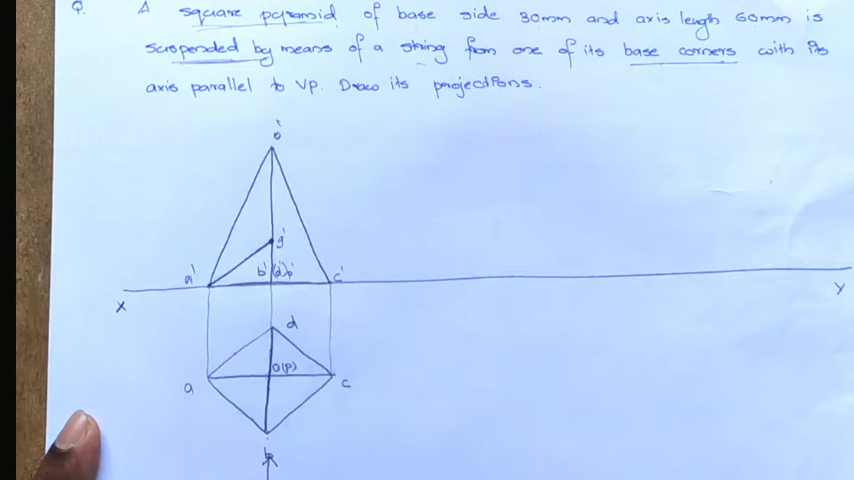 Q. A square pyramid of base side 30mm and axis length 60mm is
suspended by means of a string from one of its base corners with its
axis parallel to VP. Draw its projections.
o'
g'
a' b' (d') p' c'
X Y
d
o(p)
a c
b